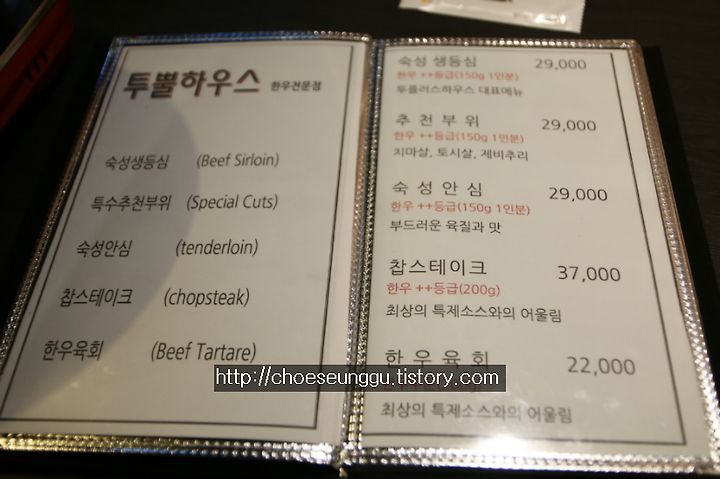 투뿔하우스 한우전문점
숙성생등심 (Beef Sirloin)
특수추천부위 (Special Cuts)
숙성안심 (tenderloin)
찹스테이크 (chopsteak)
한우육회 (Beef Tartare)
숙성 생등심 29,000
한우 ++등급(150g 1인분)
투플러스하우스 대표메뉴
추천부위 29,000
한우 ++등급(150g 1인분)
치마살, 토시살, 제비추리
숙성안심 29,000
한우 ++등급(150g 1인분)
부드러운 육질과 맛
찹스테이크 37,000
한우 ++등급(200g)
최상의 특제소스와의 어울림
한우육회 22,000
최상의 특제소스와의 어울림
http://choeseunggu.tistory.com